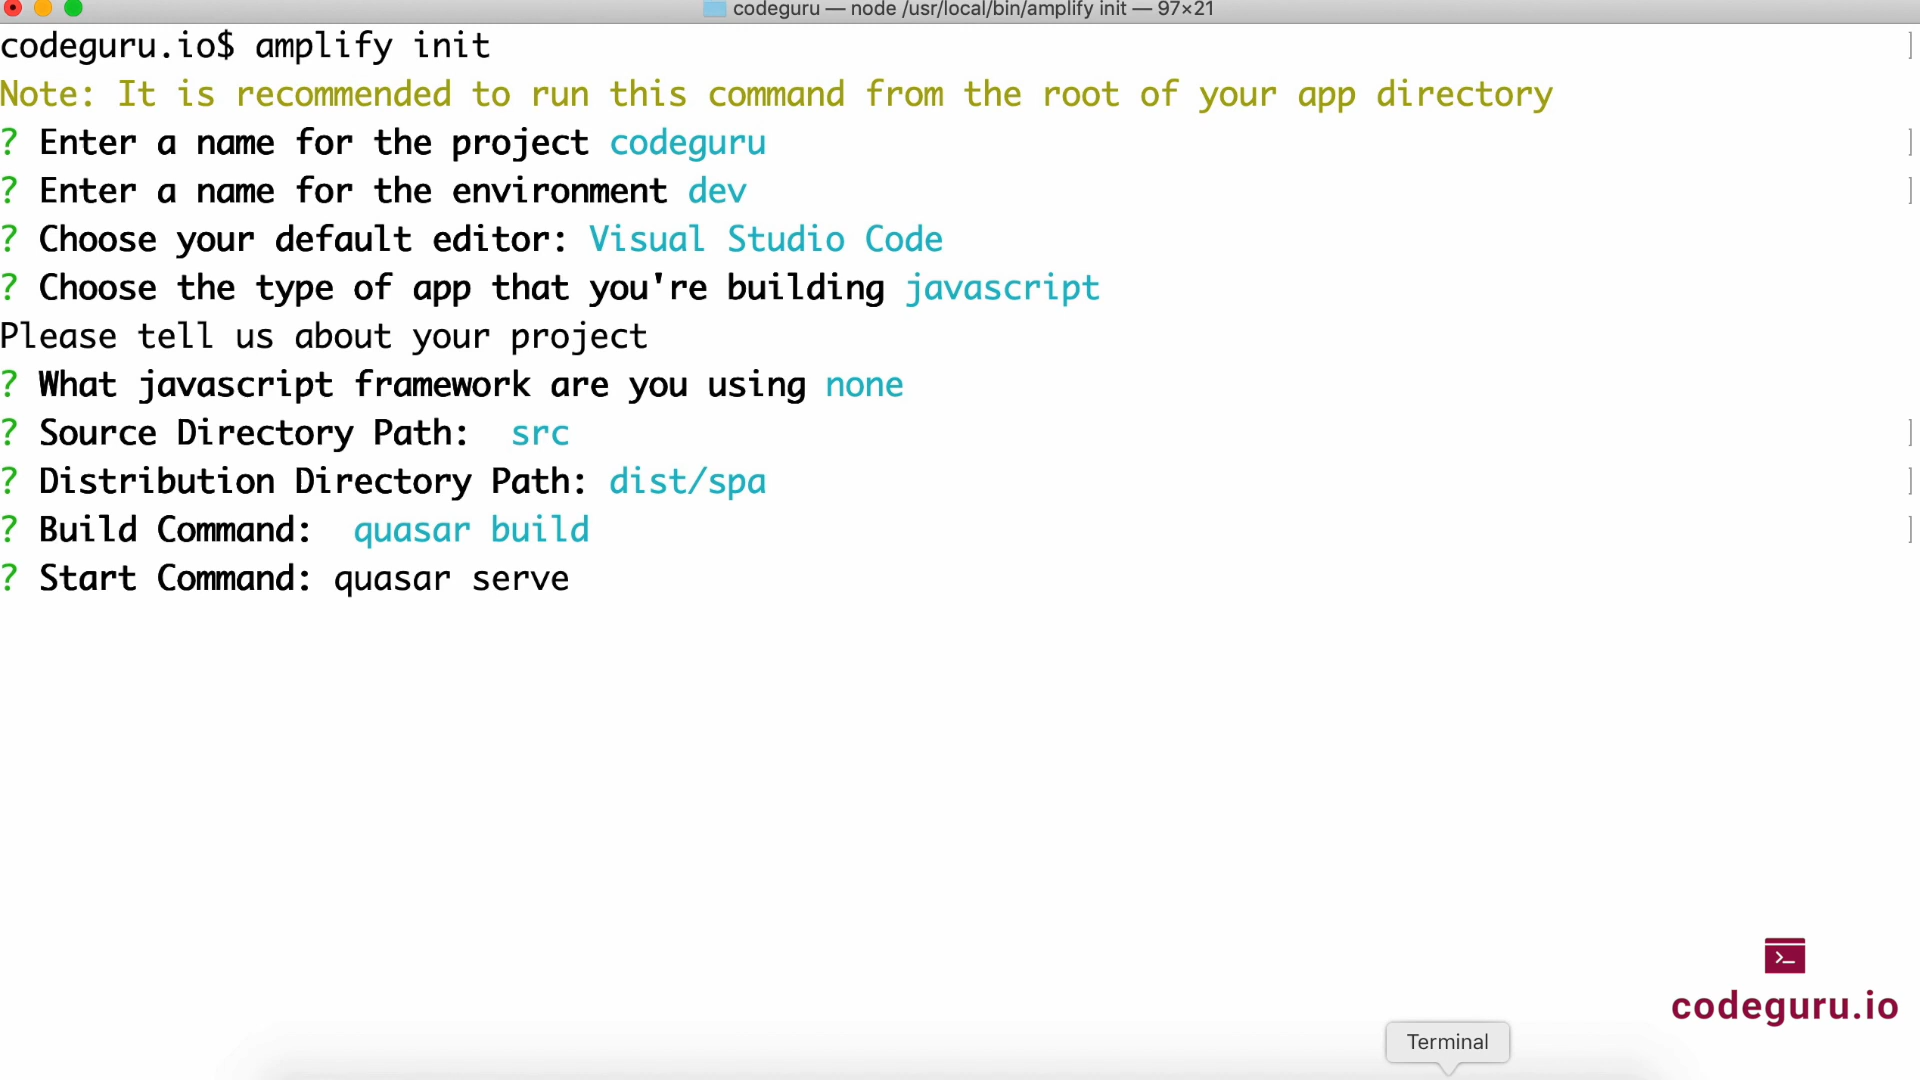 codeguru — node /usr/local/bin/amplify init — 97×21
codeguru.io$ amplify init
Note: It is recommended to run this command from the root of your app directory
? Enter a name for the project codeguru
? Enter a name for the environment dev
? Choose your default editor: Visual Studio Code
? Choose the type of app that you're building javascript
Please tell us about your project
? What javascript framework are you using none
? Source Directory Path:  src
? Distribution Directory Path: dist/spa
? Build Command:  quasar build
? Start Command: quasar serve
codeguru.io
Terminal